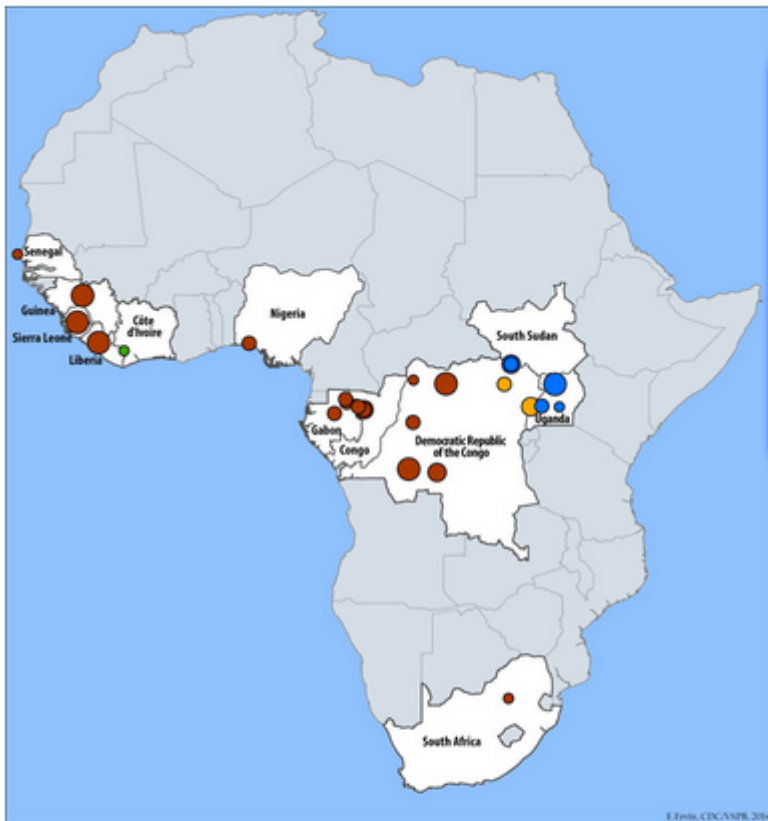 Senegal
Guinea
Sierra Leone
Liberia
Côte
d'Ivoire
Nigeria
South Sudan
Uganda
Gabon
Congo
Democratic Republic
of the Congo
South Africa